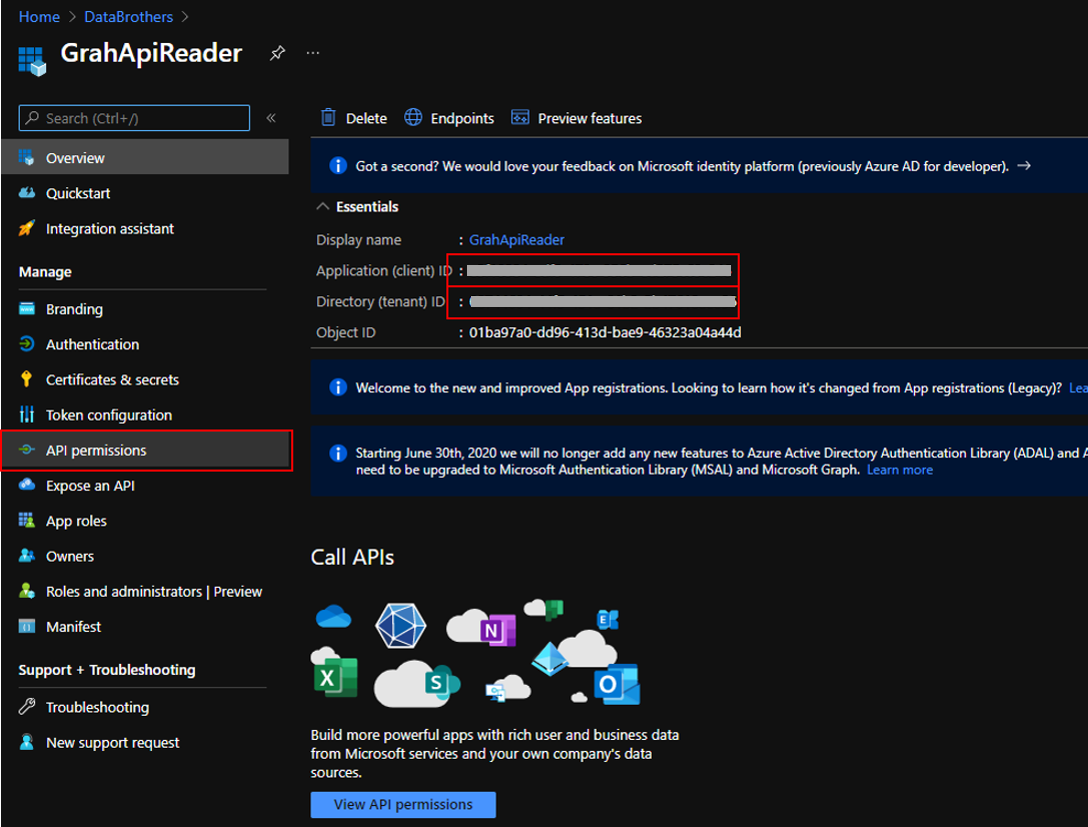 Home > DataBrothers >
GrahApiReader
...
Search (Ctrl+/)
«
Overview
Quickstart
Integration assistant
Manage
Branding
Authentication
Certificates & secrets
Token configuration
API permissions
Expose an API
App roles
Owners
Roles and administrators | Preview
Manifest
Support + Troubleshooting
Troubleshooting
New support request
Delete Endpoints Preview features
Got a second? We would love your feedback on Microsoft identity platform (previously Azure AD for developer). →
Essentials
Display name : GrahApiReader
Application (client) ID :
Directory (tenant) ID :
Object ID : 01ba97a0-dd96-413d-bae9-46323a04a44d
Welcome to the new and improved App registrations. Looking to learn how it's changed from App registrations (Legacy)? Lea
Starting June 30th, 2020 we will no longer add any new features to Azure Active Directory Authentication Library (ADAL) and A
need to be upgraded to Microsoft Authentication Library (MSAL) and Microsoft Graph. Learn more
Call APIs
N
E
X
S
O
Build more powerful apps with rich user and business data
from Microsoft services and your own company's data
sources.
View API permissions